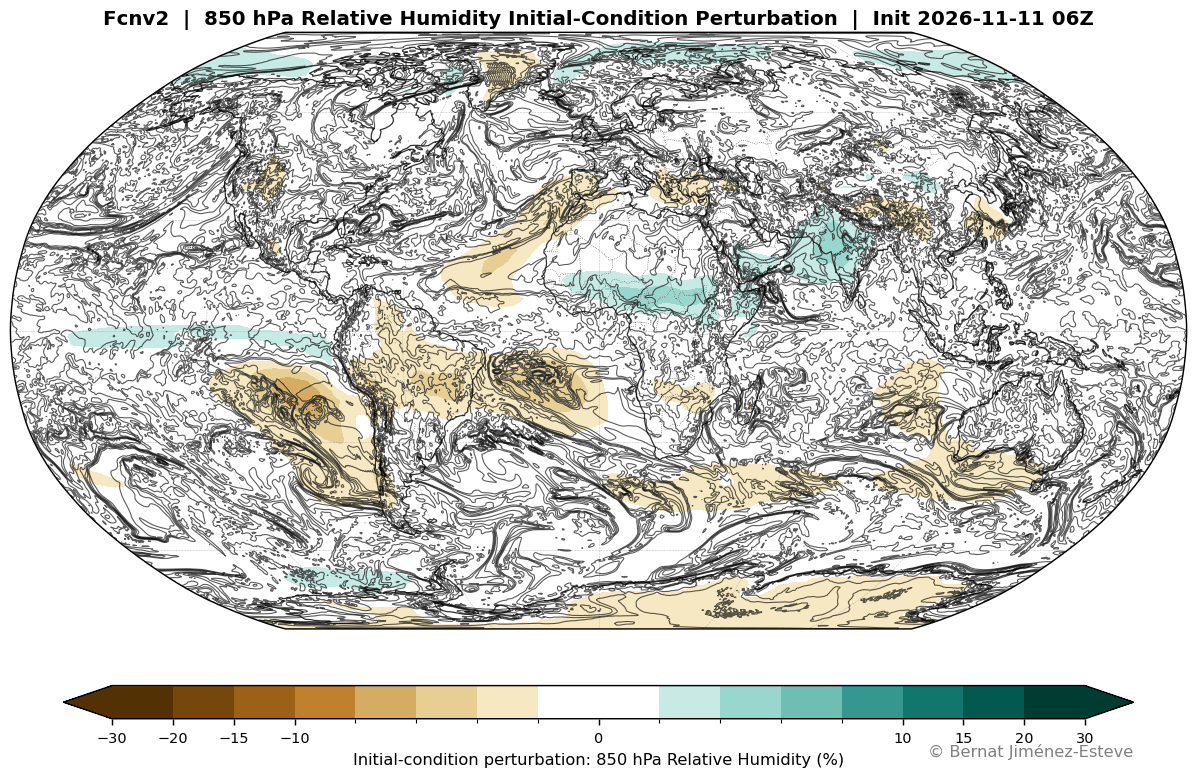 Fcnv2 | 850 hPa Relative Humidity Initial-Condition Perturbation | Init 2026-11-11 06Z
−30 −20 −15 −10 0 10 15 20 30
Initial-condition perturbation: 850 hPa Relative Humidity (%)
© Bernat Jiménez-Esteve